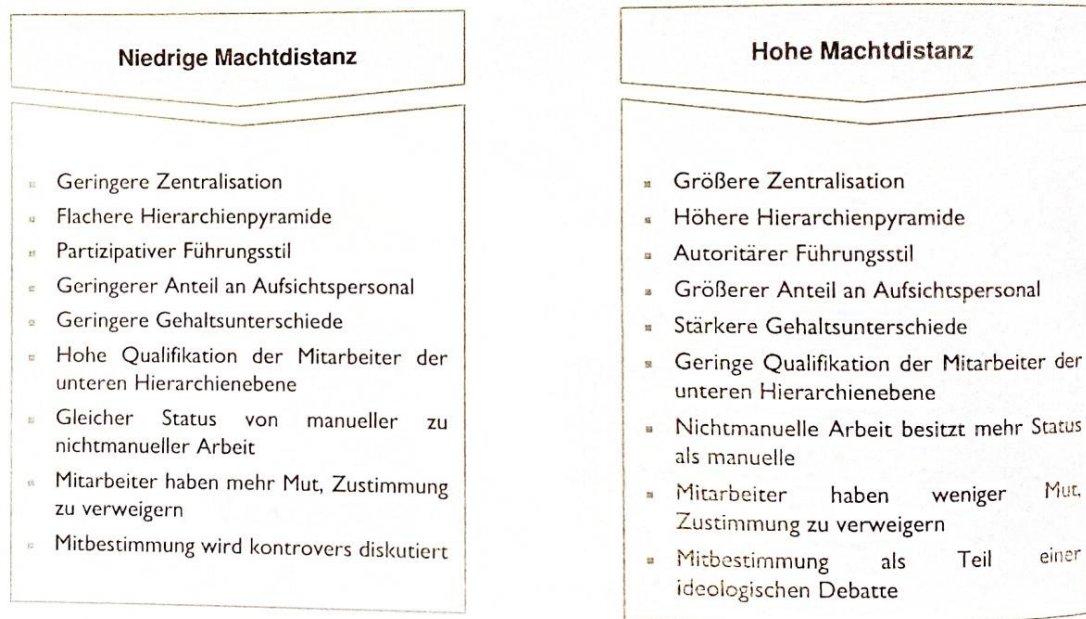 Niedrige Machtdistanz
Geringere Zentralisation
Flachere Hierarchienpyramide
Partizipativer Führungsstil
Geringerer Anteil an Aufsichtspersonal
Geringere Gehaltsunterschiede
Hohe Qualifikation der Mitarbeiter der
unteren Hierarchienebene
Gleicher Status von manueller zu
nichtmanueller Arbeit
Mitarbeiter haben mehr Mut, Zustimmung
zu verweigern
Mitbestimmung wird kontrovers diskutiert
Hohe Machtdistanz
Größere Zentralisation
Höhere Hierarchienpyramide
Autoritärer Führungsstil
Größerer Anteil an Aufsichtspersonal
Stärkere Gehaltsunterschiede
Geringe Qualifikation der Mitarbeiter der
unteren Hierarchienebene
Nichtmanuelle Arbeit besitzt mehr Status
als manuelle
Mitarbeiter haben weniger Mut,
Zustimmung zu verweigern
Mitbestimmung als Teil einer
ideologischen Debatte